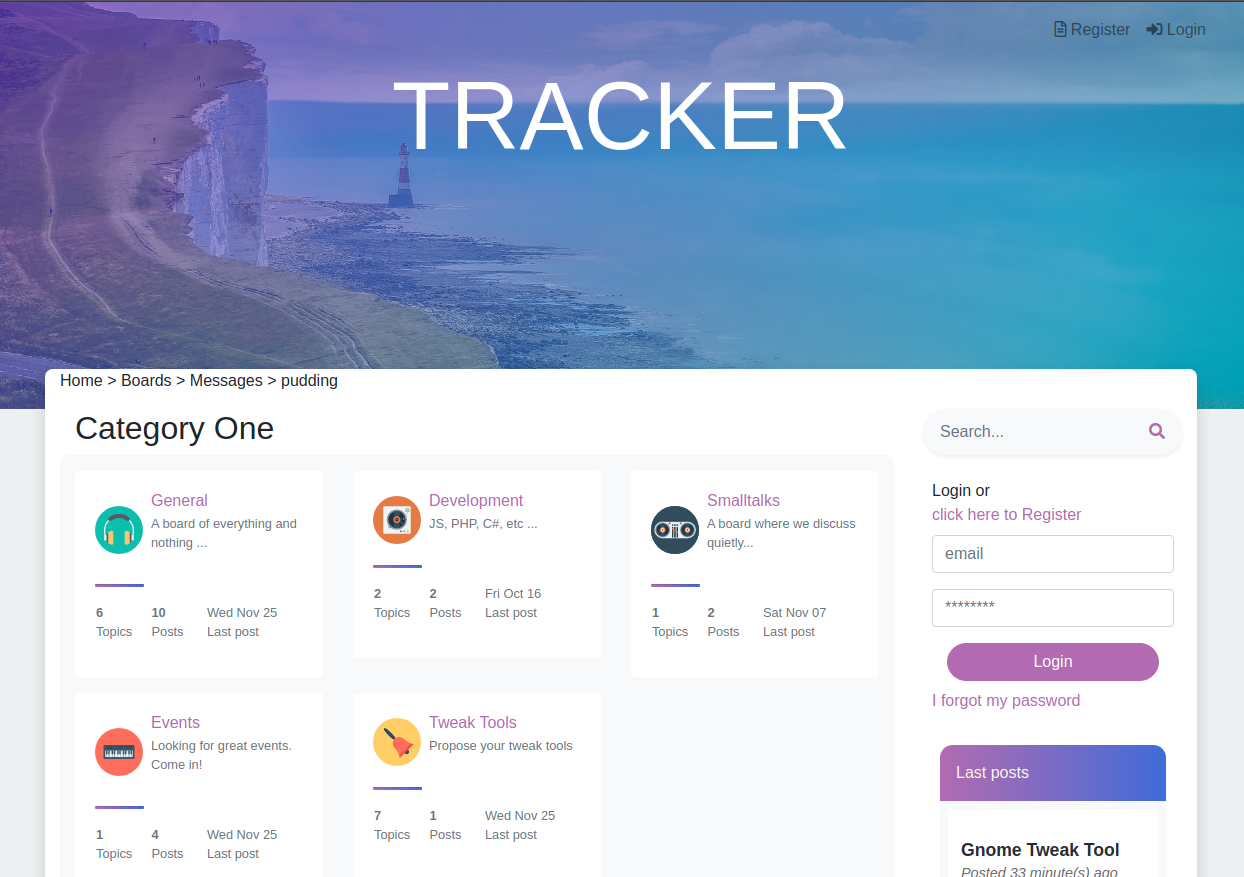 Register Login
TRACKER
Home > Boards > Messages > pudding
Category One
General
A board of everything and
nothing ...
6 10 Wed Nov 25
Topics Posts Last post
Development
JS, PHP, C#, etc ...
2 2 Fri Oct 16
Topics Posts Last post
Smalltalks
A board where we discuss
quietly...
1 2 Sat Nov 07
Topics Posts Last post
Events
Looking for great events.
Come in!
1 4 Wed Nov 25
Topics Posts Last post
Tweak Tools
Propose your tweak tools
7 1 Wed Nov 25
Topics Posts Last post
Search...
Login or
click here to Register
email
********
Login
I forgot my password
Last posts
Gnome Tweak Tool
Posted 33 minute(s) ago